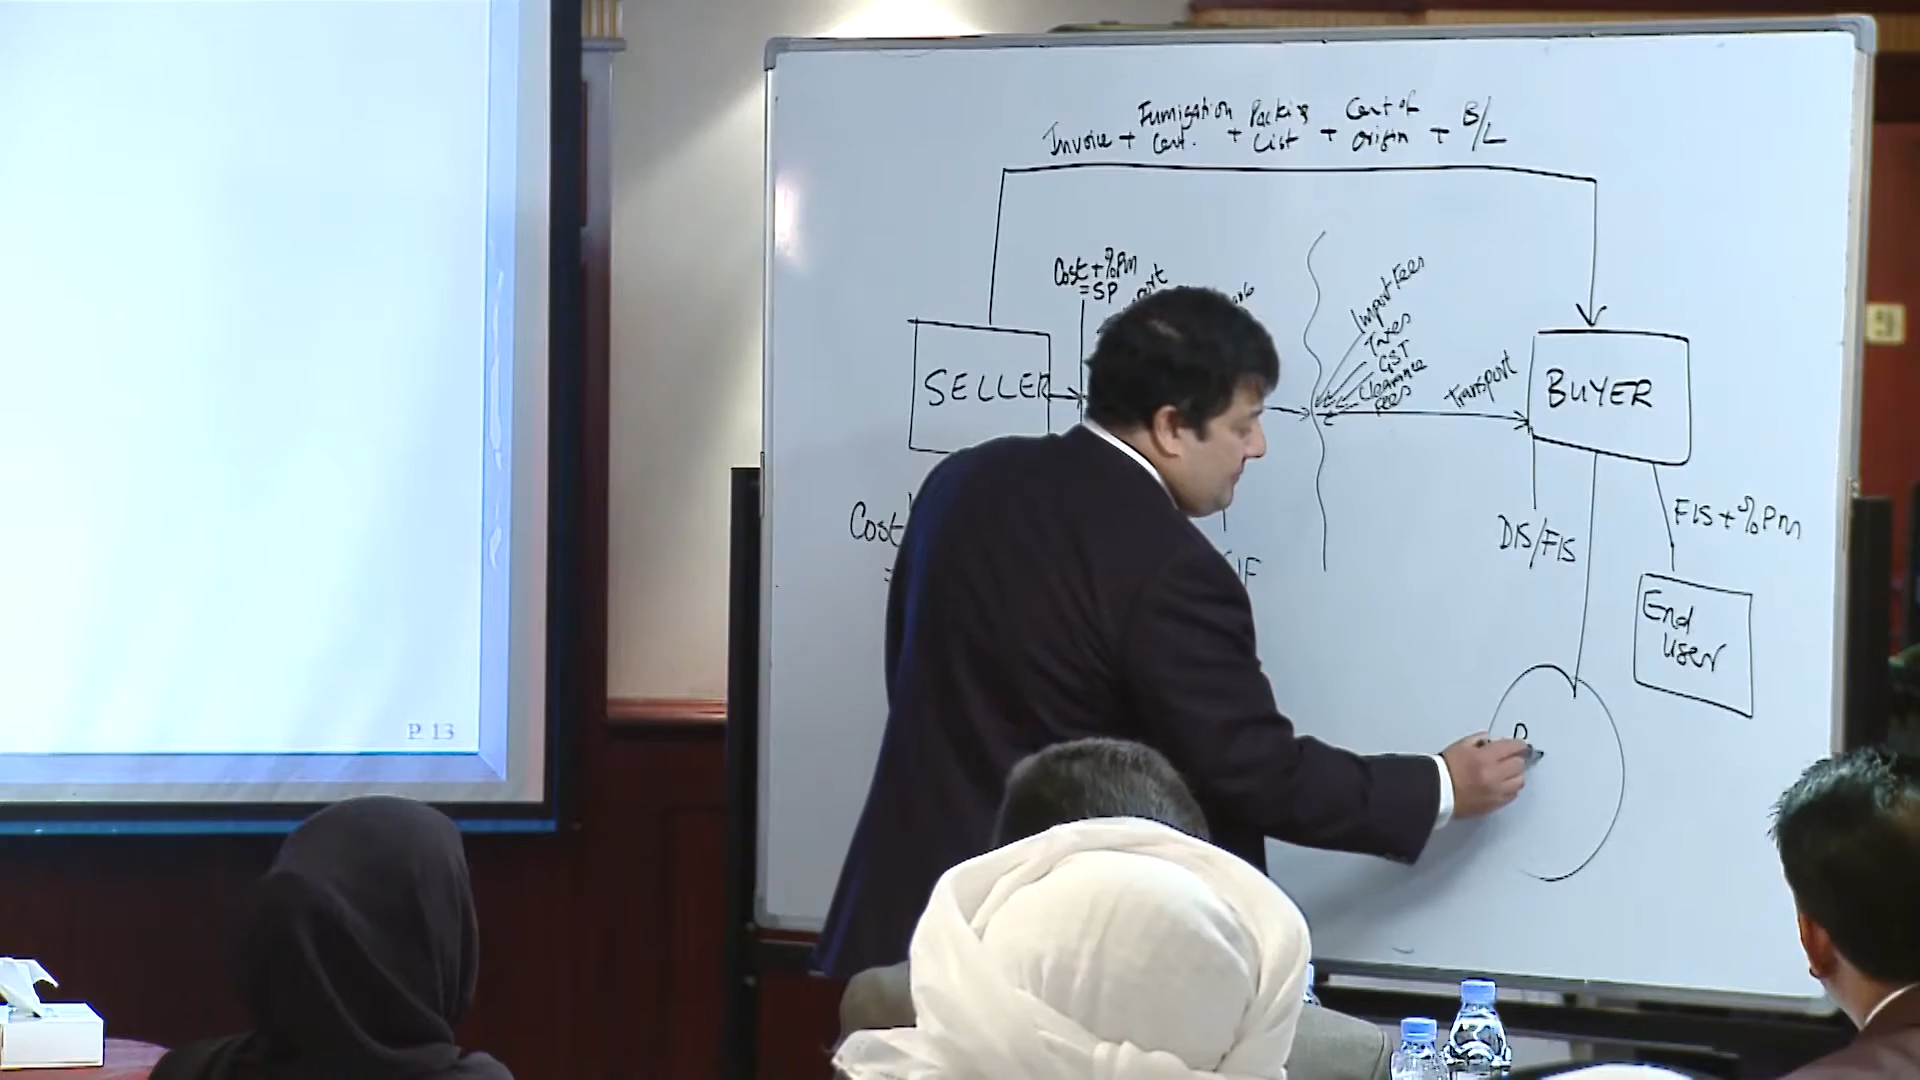 Fumigation Packing Cert of B/L
Invoice + Cert. + List + origin +
Cost + % Pm
= SP
Import Fees
Taxes
GST
Clearance
Fees
Transport
SELLER
BUYER
Cost
DIS/FIS
FIS + % Pm
End
User
P. 13